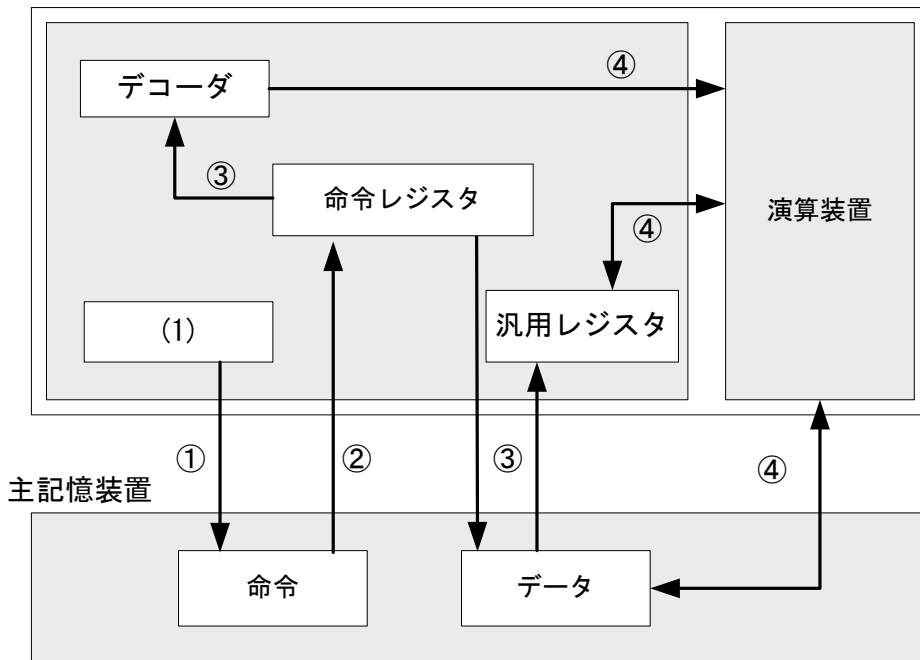 ④
デコーダ
③
命令レジスタ
④
演算装置
(1)
汎用レジスタ
①
②
③
④
主記憶装置
命令
データ